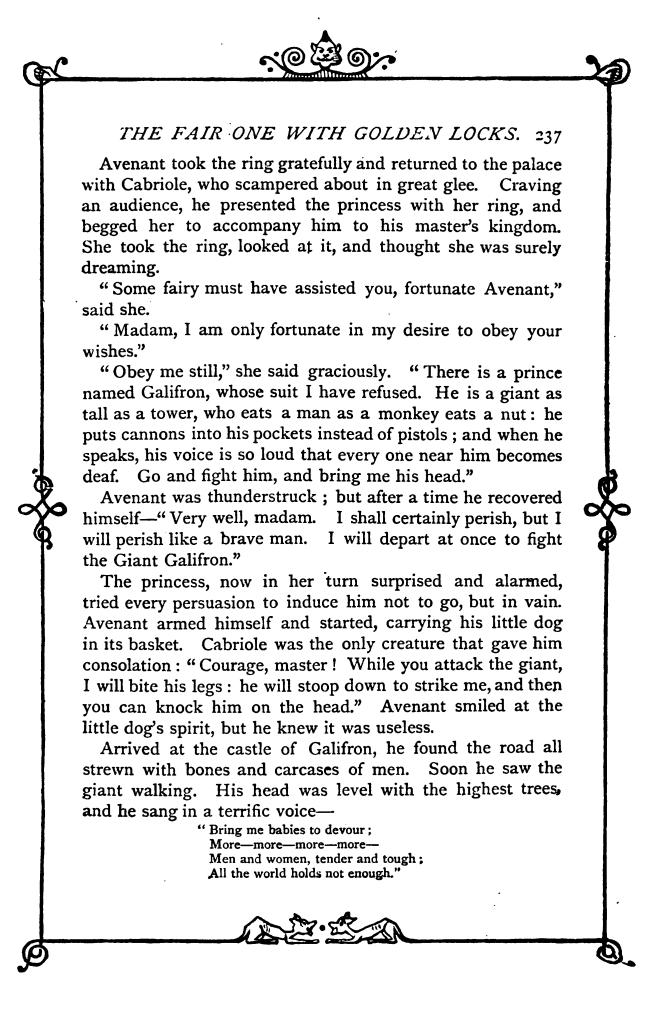 THE FAIR ONE WITH GOLDEN LOCKS. 237
Avenant took the ring gratefully and returned to the palace
with Cabriole, who scampered about in great glee. Craving
an audience, he presented the princess with her ring, and
begged her to accompany him to his master's kingdom.
She took the ring, looked at it, and thought she was surely
dreaming.
“Some fairy must have assisted you, fortunate Avenant,”
said she.
“Madam, I am only fortunate in my desire to obey your
wishes.”
“Obey me still,” she said graciously. “There is a prince
named Galifron, whose suit I have refused. He is a giant as
tall as a tower, who eats a man as a monkey eats a nut: he
puts cannons into his pockets instead of pistols; and when he
speaks, his voice is so loud that every one near him becomes
deaf. Go and fight him, and bring me his head.”
Avenant was thunderstruck; but after a time he recovered
himself—“Very well, madam. I shall certainly perish, but I
will perish like a brave man. I will depart at once to fight
the Giant Galifron.”
The princess, now in her turn surprised and alarmed,
tried every persuasion to induce him not to go, but in vain.
Avenant armed himself and started, carrying his little dog
in its basket. Cabriole was the only creature that gave him
consolation: “Courage, master! While you attack the giant,
I will bite his legs: he will stoop down to strike me, and then
you can knock him on the head.” Avenant smiled at the
little dog's spirit, but he knew it was useless.
Arrived at the castle of Galifron, he found the road all
strewn with bones and carcases of men. Soon he saw the
giant walking. His head was level with the highest trees,
and he sang in a terrific voice—
“Bring me babies to devour;
More—more—more—more—
Men and women, tender and tough;
All the world holds not enough.”